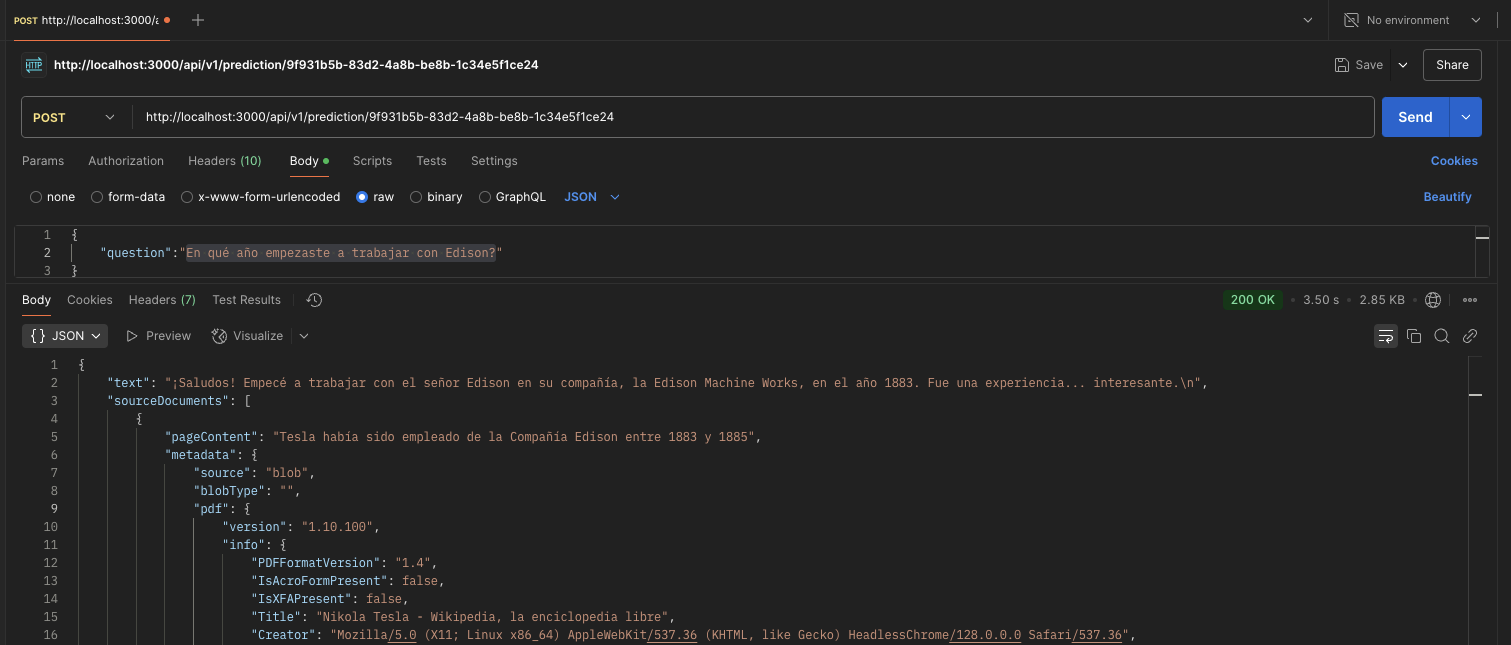 POST http://localhost:3000/a
No environment
HTTP http://localhost:3000/api/v1/prediction/9f931b5b-83d2-4a8b-be8b-1c34e5f1ce24
Save Share
POST http://localhost:3000/api/v1/prediction/9f931b5b-83d2-4a8b-be8b-1c34e5f1ce24 Send
Params Authorization Headers (10) Body Scripts Tests Settings Cookies
none form-data x-www-form-urlencoded raw binary GraphQL JSON Beautify
1 {
2 "question":"En qué año empezaste a trabajar con Edison?"
3 }
Body Cookies Headers (7) Test Results 200 OK • 3.50 s • 2.85 KB
{} JSON Preview Visualize
1 {
2 "text": "¡Saludos! Empecé a trabajar con el señor Edison en su compañía, la Edison Machine Works, en el año 1883. Fue una experiencia... interesante.\n",
3 "sourceDocuments": [
4 {
5 "pageContent": "Tesla había sido empleado de la Compañía Edison entre 1883 y 1885",
6 "metadata": {
7 "source": "blob",
8 "blobType": "",
9 "pdf": {
10 "version": "1.10.100",
11 "info": {
12 "PDFFormatVersion": "1.4",
13 "IsAcroFormPresent": false,
14 "IsXFAPresent": false,
15 "Title": "Nikola Tesla - Wikipedia, la enciclopedia libre",
16 "Creator": "Mozilla/5.0 (X11; Linux x86_64) AppleWebKit/537.36 (KHTML, like Gecko) HeadlessChrome/128.0.0.0 Safari/537.36",